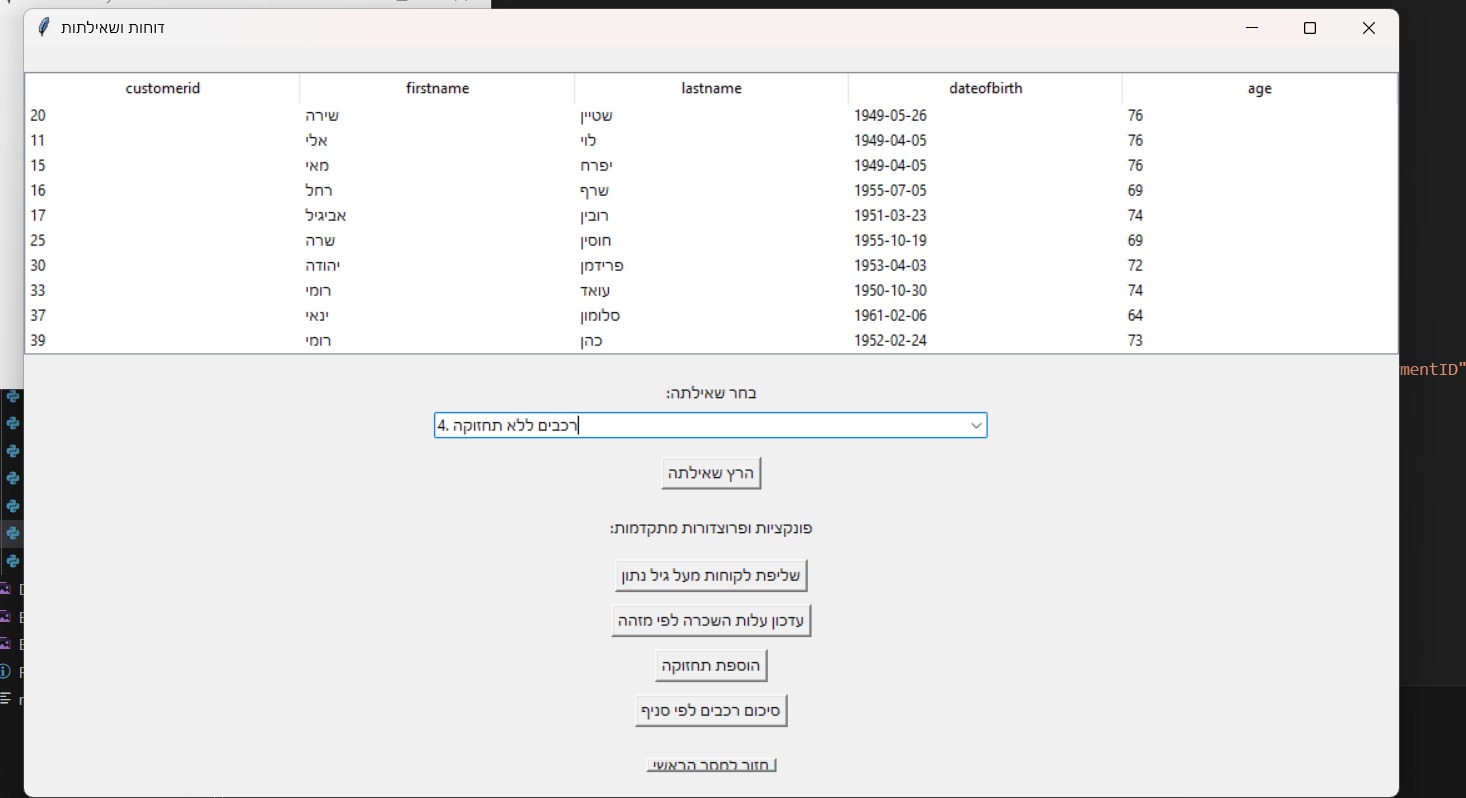 דוחות ושאילתות
customerid firstname lastname dateofbirth age
20 שירה שטיין 1949-05-26 76
11 אלי לוי 1949-04-05 76
15 מאי יפרח 1949-04-05 76
16 רחל שרף 1955-07-05 69
17 אביגיל רובין 1951-03-23 74
25 שרה חוסין 1955-10-19 69
30 יהודה פרידמן 1953-04-03 72
33 רומי עואד 1950-10-30 74
37 ינאי סלומון 1961-02-06 64
39 רומי כהן 1952-02-24 73
mentID"
בחר שאילתה:
4. רכבים ללא תחזוקה
הרץ שאילתה
פונקציות ופרוצדורות מתקדמות:
שליפת לקוחות מעל גיל נתון
עדכון עלות השכרה לפי מזהה
הוספת תחזוקה
סיכום רכבים לפי סניף
חזור למסך הראשי